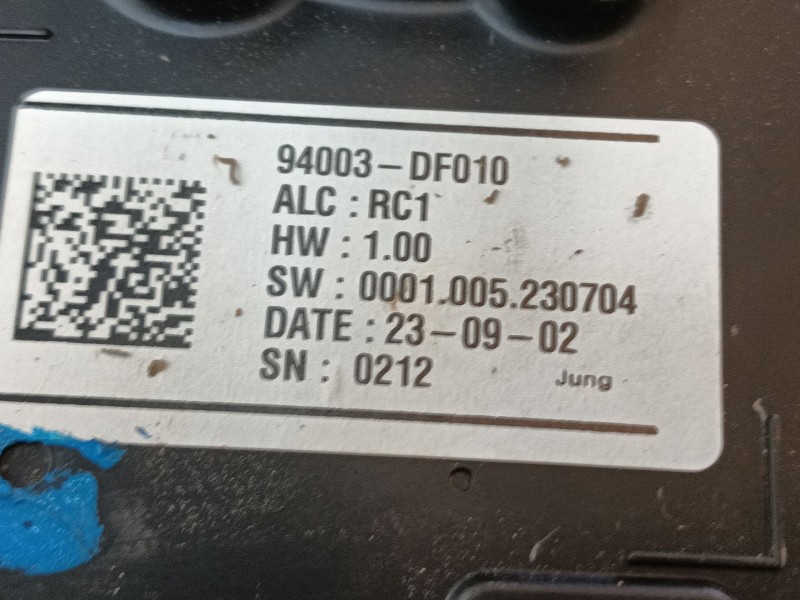 94003-DF010
ALC : RC1
HW : 1.00
SW : 0001.005.230704
DATE : 23-09-02
SN : 0212
Jung